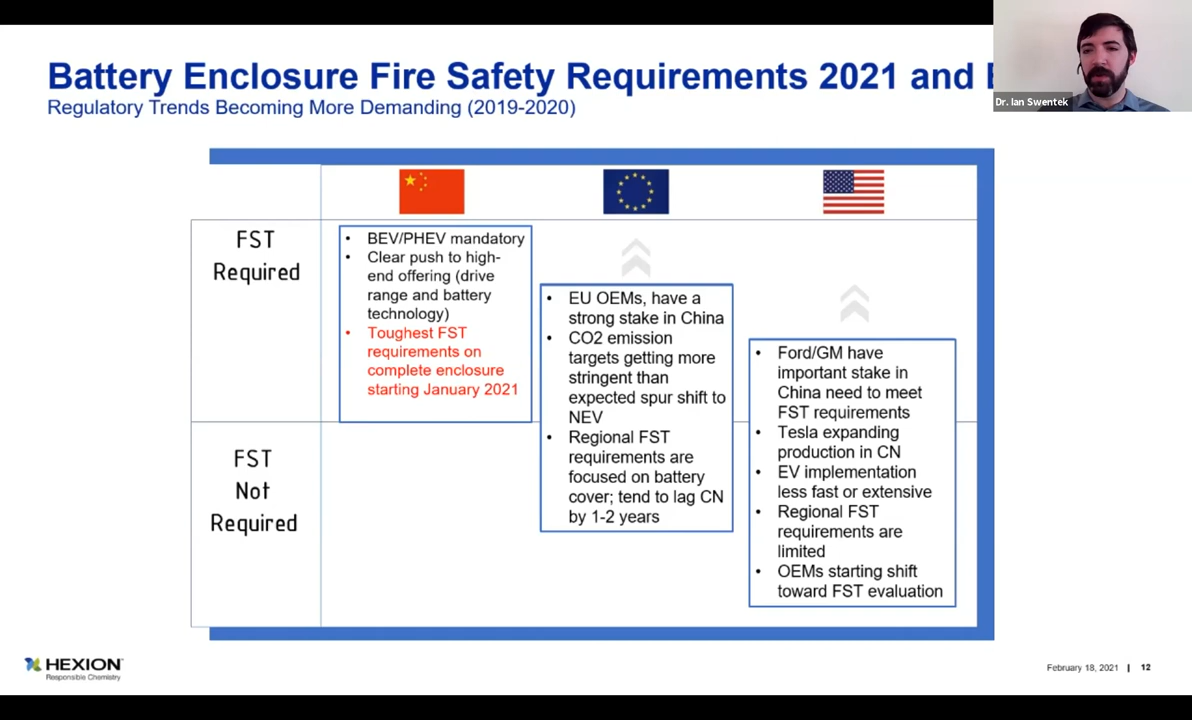 Battery Enclosure Fire Safety Requirements 2021 and
Regulatory Trends Becoming More Demanding (2019-2020)
Dr. Ian Swentek
FST
Required
• BEV/PHEV mandatory
• Clear push to high-
end offering (drive
range and battery
technology)
• Toughest FST
requirements on
complete enclosure
starting January 2021
• EU OEMs, have a
strong stake in China
• CO2 emission
targets getting more
stringent than
expected spur shift to
NEV
• Regional FST
requirements are
focused on battery
cover; tend to lag CN
by 1-2 years
• Ford/GM have
important stake in
China need to meet
FST requirements
• Tesla expanding
production in CN
• EV implementation
less fast or extensive
• Regional FST
requirements are
limited
• OEMs starting shift
toward FST evaluation
FST
Not
Required
HEXION
Responsible Chemistry
February 18, 2021 | 12